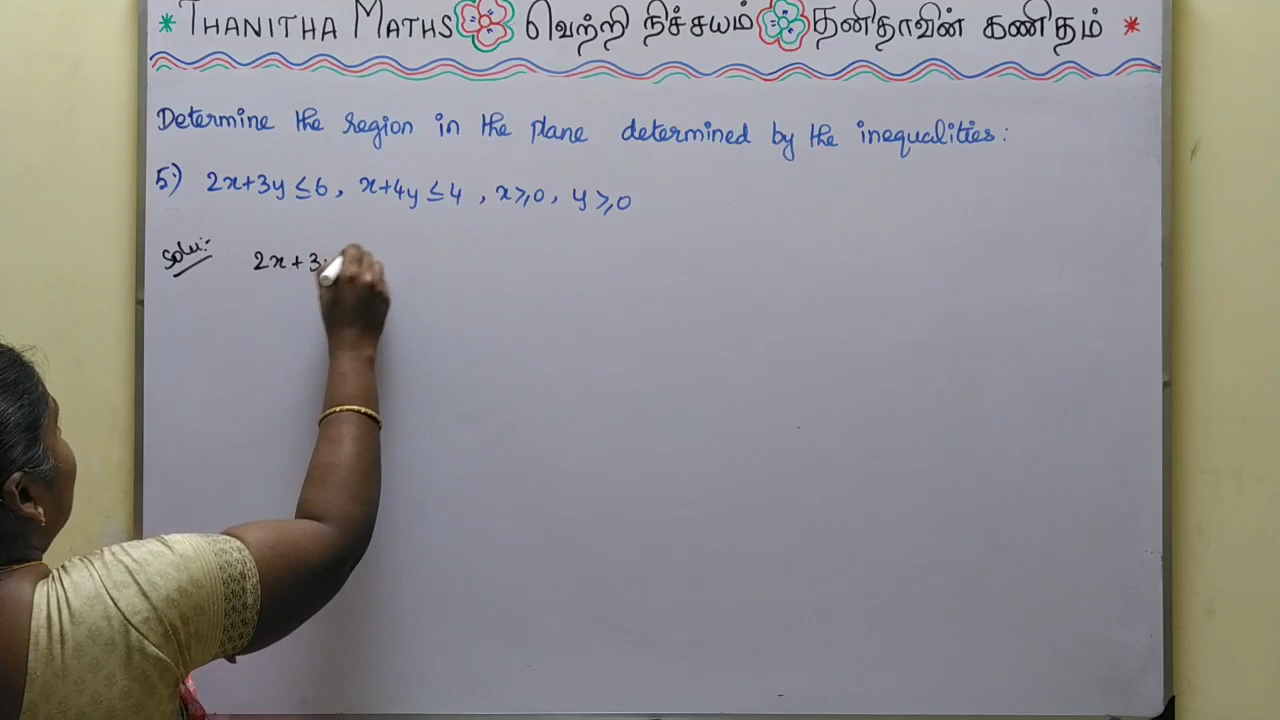 * THANITHA MATHS வெற்றி நிச்சயம் தனிதாவின் கணிதம் *
Determine the region in the plane determined by the inequalities:
5) 2x+3y ≤ 6, x+4y ≤ 4, x ≥ 0, y ≥ 0
Solu:- 2x + 3